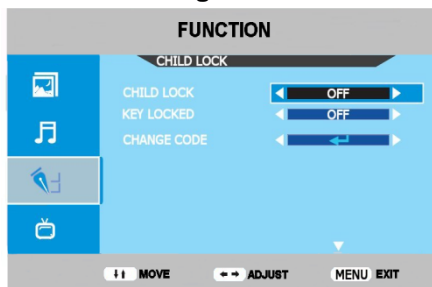 FUNCTION
CHILD LOCK
CHILD LOCK OFF
KEY LOCKED OFF
CHANGE CODE
MOVE ADJUST MENU EXIT